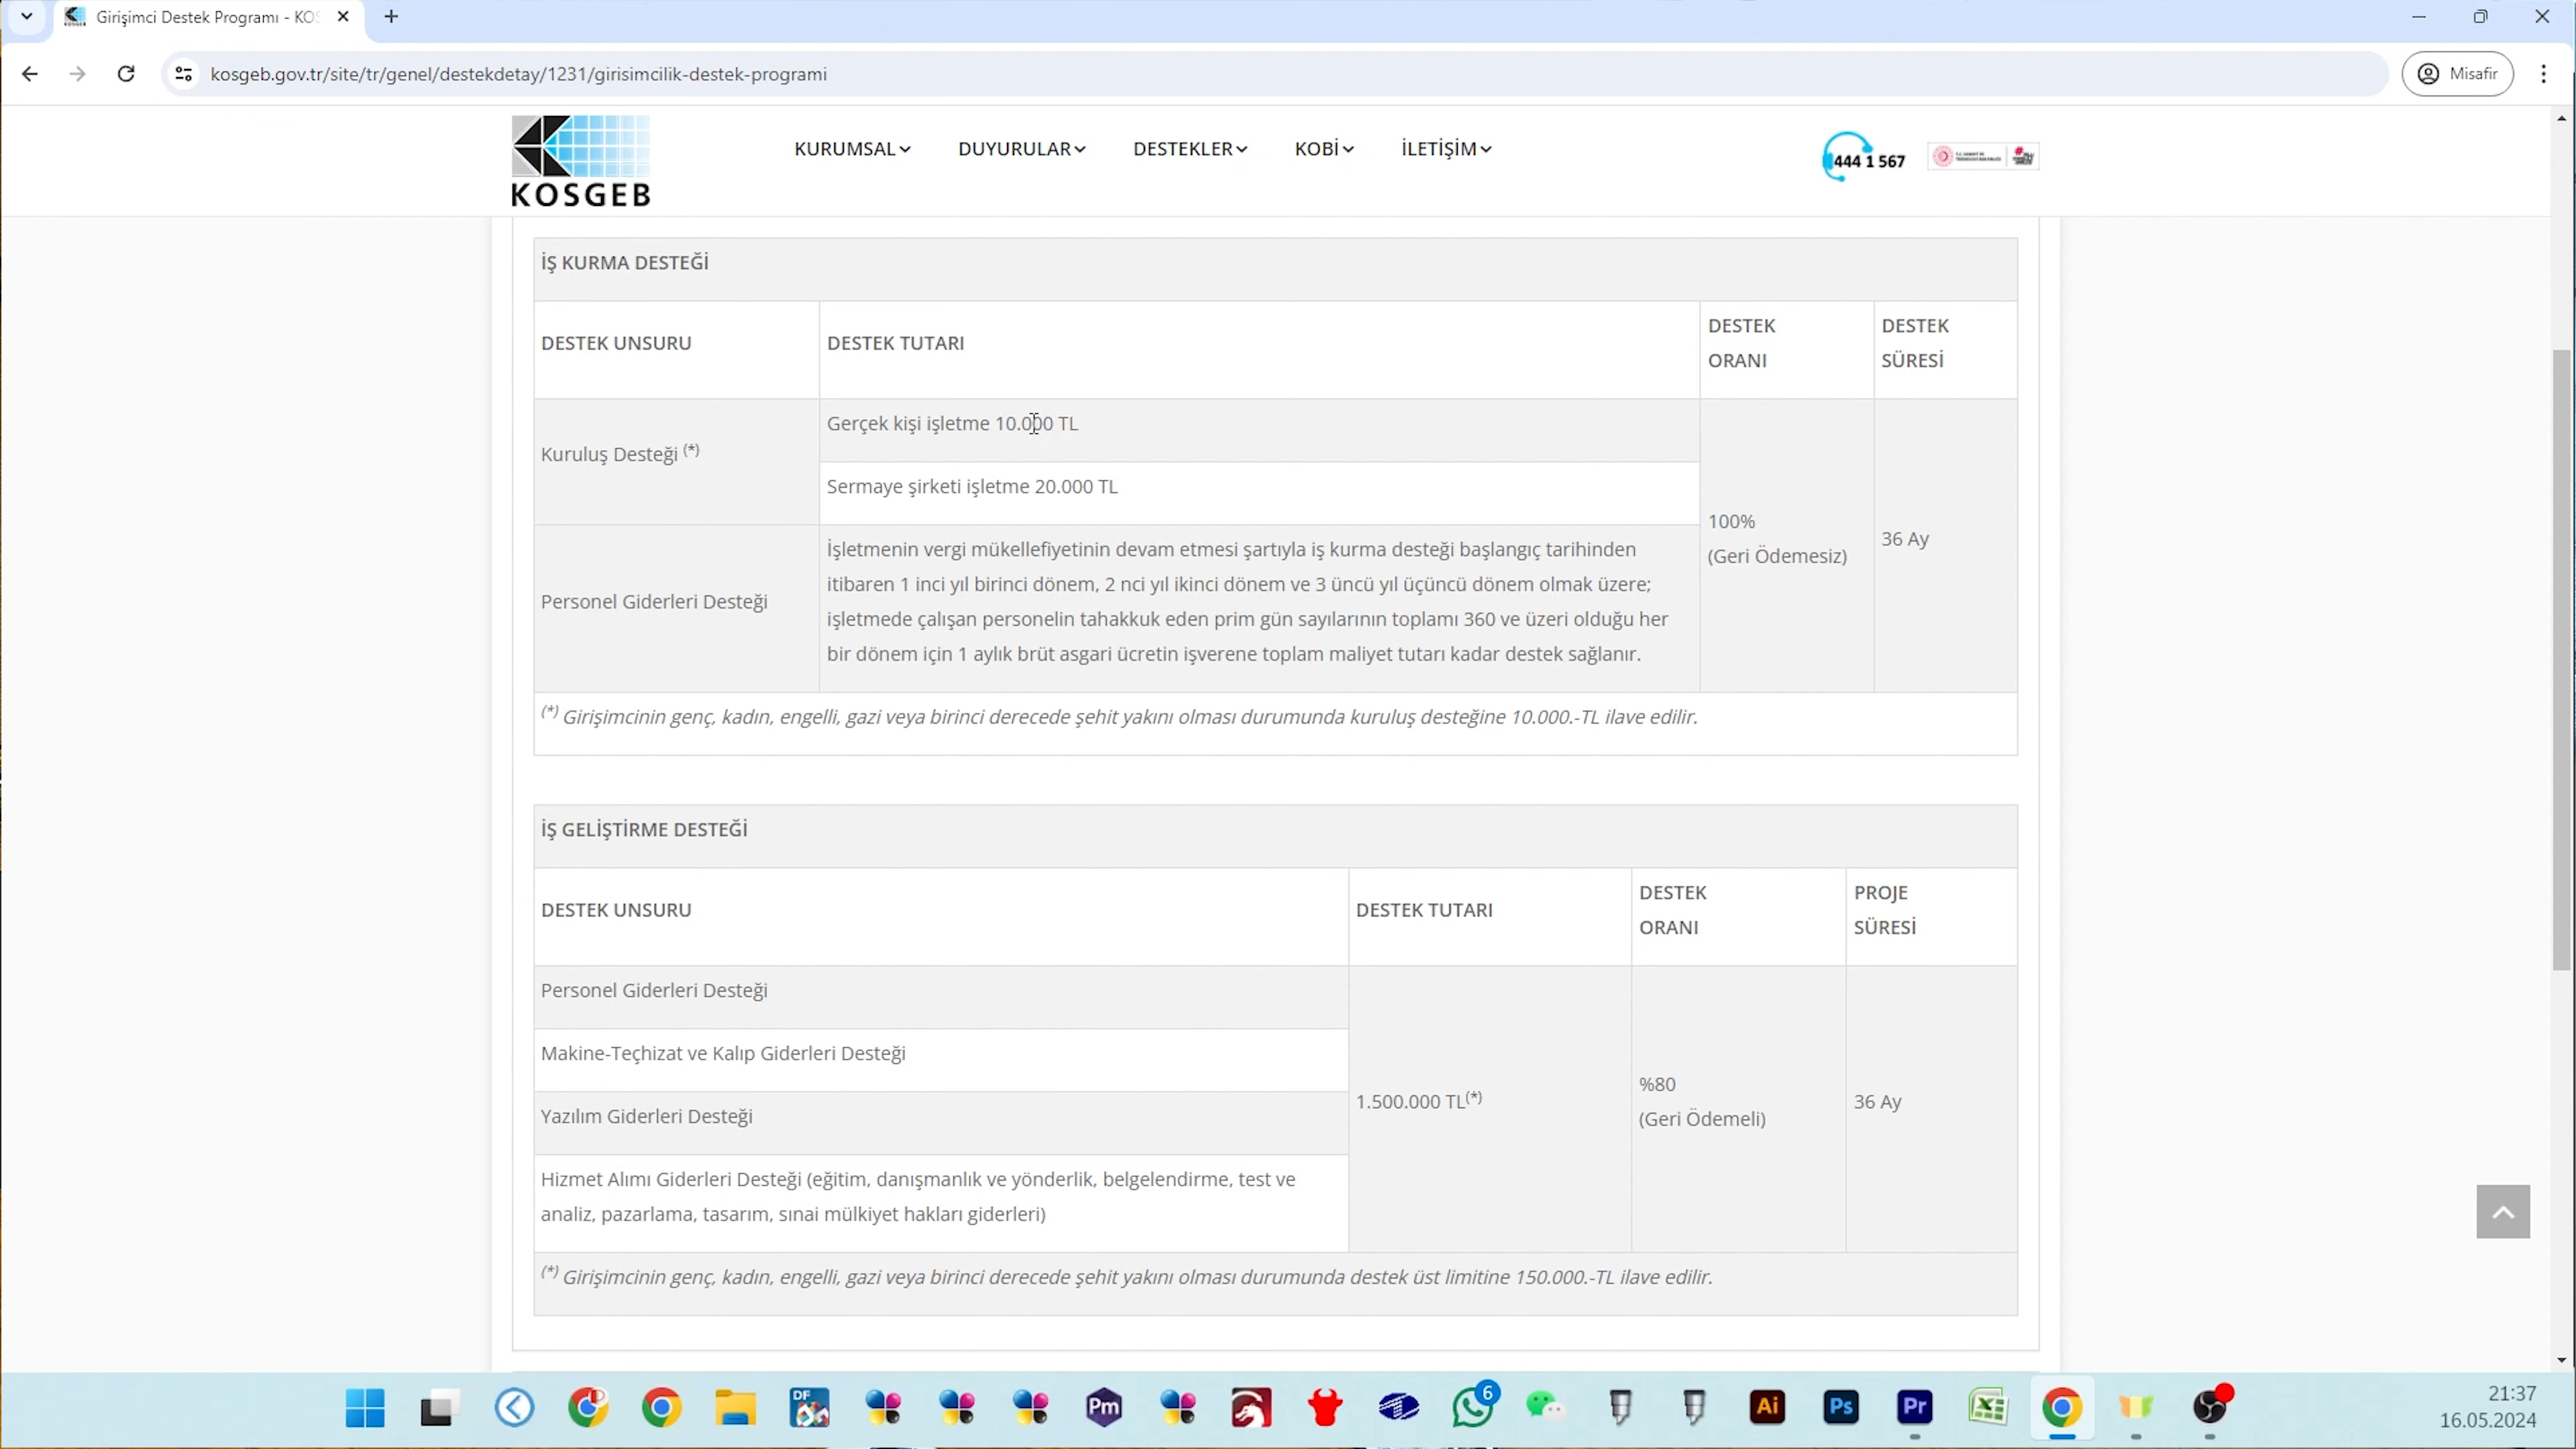 Girişimci Destek Programı - KOS
kosgeb.gov.tr/site/tr/genel/destekdetay/1231/girisimcilik-destek-programi
Misafir
KOSGEB
KURUMSAL
DUYURULAR
DESTEKLER
KOBİ
İLETİŞİM
444 1 567
İŞ KURMA DESTEĞİ
DESTEK UNSURU
DESTEK TUTARI
DESTEK
ORANI
DESTEK
SÜRESİ
Kuruluş Desteği (*)
Gerçek kişi işletme 10.000 TL
Sermaye şirketi işletme 20.000 TL
100%
(Geri Ödemesiz)
36 Ay
Personel Giderleri Desteği
İşletmenin vergi mükellefiyetinin devam etmesi şartıyla iş kurma desteği başlangıç tarihinden
itibaren 1 inci yıl birinci dönem, 2 nci yıl ikinci dönem ve 3 üncü yıl üçüncü dönem olmak üzere;
işletmede çalışan personelin tahakkuk eden prim gün sayılarının toplamı 360 ve üzeri olduğu her
bir dönem için 1 aylık brüt asgari ücretin işverene toplam maliyet tutarı kadar destek sağlanır.
(*) Girişimcinin genç, kadın, engelli, gazi veya birinci derecede şehit yakını olması durumunda kuruluş desteğine 10.000.-TL ilave edilir.
İŞ GELİŞTİRME DESTEĞİ
DESTEK UNSURU
DESTEK TUTARI
DESTEK
ORANI
PROJE
SÜRESİ
Personel Giderleri Desteği
Makine-Teçhizat ve Kalıp Giderleri Desteği
Yazılım Giderleri Desteği
Hizmet Alımı Giderleri Desteği (eğitim, danışmanlık ve yönderlik, belgelendirme, test ve
analiz, pazarlama, tasarım, sınai mülkiyet hakları giderleri)
1.500.000 TL(*)
%80
(Geri Ödemeli)
36 Ay
(*) Girişimcinin genç, kadın, engelli, gazi veya birinci derecede şehit yakını olması durumunda destek üst limitine 150.000.-TL ilave edilir.
DF
Pm
6
Ai
Ps
Pr
21:37
16.05.2024